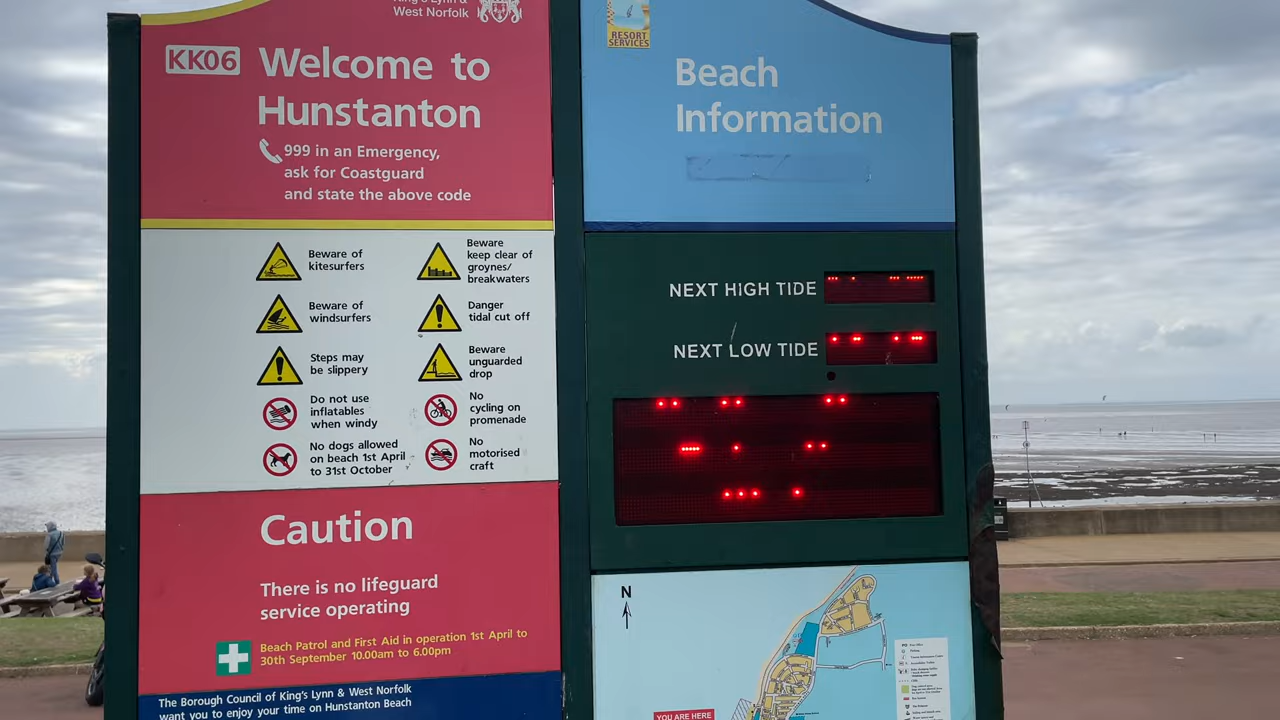 King's Lynn &
West Norfolk
KK06
Welcome to
Hunstanton
999 in an Emergency,
ask for Coastguard
and state the above code
Beware of
kitesurfers
Beware
keep clear of
groynes/
breakwaters
Beware of
windsurfers
Danger
tidal cut off
Steps may
be slippery
Beware
unguarded
drop
Do not use
inflatables
when windy
No
cycling on
promenade
No dogs allowed
on beach 1st April
to 31st October
No
motorised
craft
Caution
There is no lifeguard
service operating
Beach Patrol and First Aid in operation 1st April to
30th September 10.00am to 6.00pm
The Borough Council of King's Lynn & West Norfolk
want you to enjoy your time on Hunstanton Beach
RESORT
SERVICES
Beach
Information
NEXT HIGH TIDE
NEXT LOW TIDE
N
YOU ARE HERE